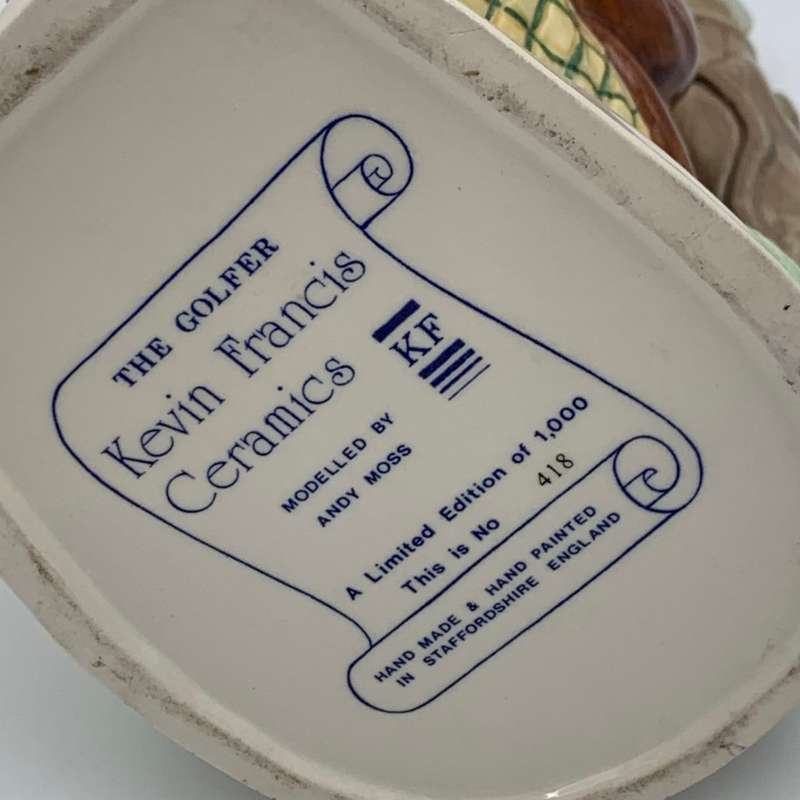 THE GOLFER
Kevin Francis
Ceramics
KF
MODELLED BY
ANDY MOSS
A Limited Edition of 1,000
This is No 418
HAND MADE & HAND PAINTED
IN STAFFORDSHIRE ENGLAND